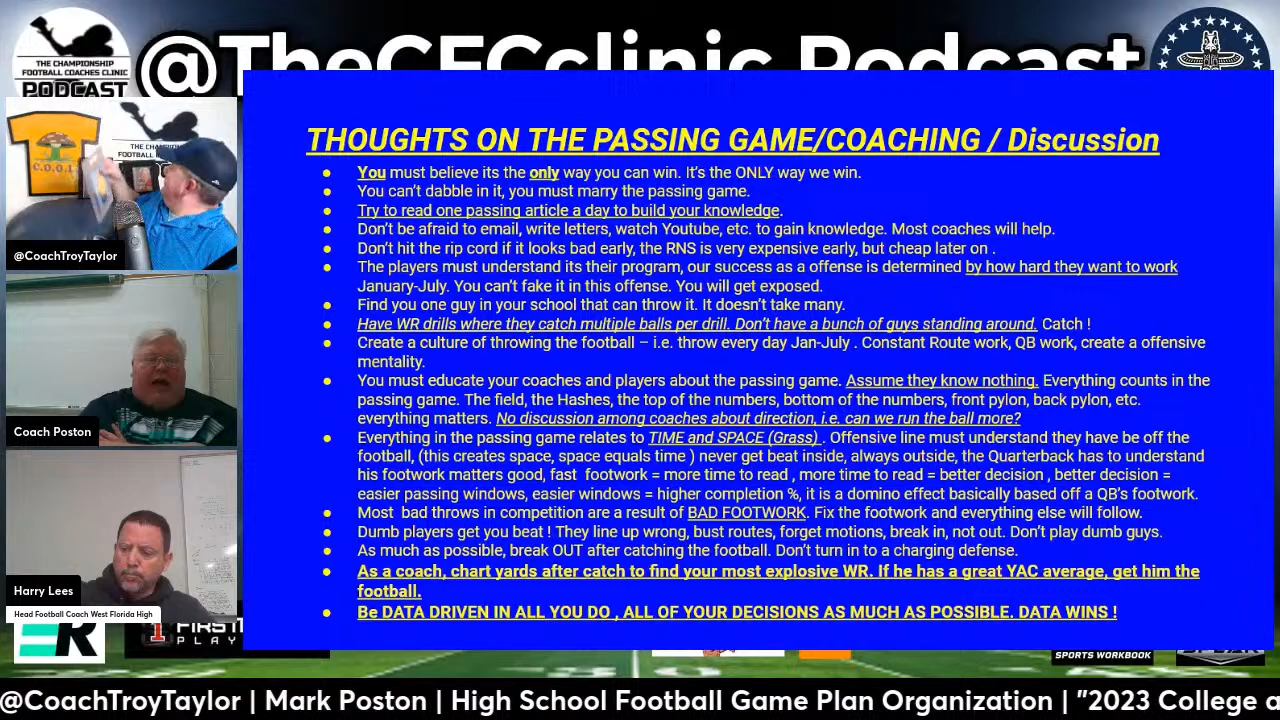 @TheCFCclinic Podcast
THE CHAMPIONSHIP
FOOTBALL COACHES CLINIC
PODCAST
THOUGHTS ON THE PASSING GAME/COACHING / Discussion
You must believe its the only way you can win. It's the ONLY way we win.
You can't dabble in it, you must marry the passing game.
Try to read one passing article a day to build your knowledge.
Don't be afraid to email, write letters, watch Youtube, etc. to gain knowledge. Most coaches will help.
Don't hit the rip cord if it looks bad early, the RNS is very expensive early, but cheap later on .
The players must understand its their program, our success as a offense is determined by how hard they want to work
January-July. You can't fake it in this offense. You will get exposed.
Find you one guy in your school that can throw it. It doesn't take many.
Have WR drills where they catch multiple balls per drill. Don't have a bunch of guys standing around. Catch !
Create a culture of throwing the football – i.e. throw every day Jan-July . Constant Route work, QB work, create a offensive
mentality.
You must educate your coaches and players about the passing game. Assume they know nothing. Everything counts in the
passing game. The field, the Hashes, the top of the numbers, bottom of the numbers, front pylon, back pylon, etc.
everything matters. No discussion among coaches about direction, i.e. can we run the ball more?
Everything in the passing game relates to TIME and SPACE (Grass) . Offensive line must understand they have be off the
football, (this creates space, space equals time ) never get beat inside, always outside, the Quarterback has to understand
his footwork matters good, fast footwork = more time to read , more time to read = better decision , better decision =
easier passing windows, easier windows = higher completion %, it is a domino effect basically based off a QB's footwork.
Most bad throws in competition are a result of BAD FOOTWORK. Fix the footwork and everything else will follow.
Dumb players get you beat ! They line up wrong, bust routes, forget motions, break in, not out. Don't play dumb guys.
As much as possible, break OUT after catching the football. Don't turn in to a charging defense.
As a coach, chart yards after catch to find your most explosive WR. If he has a great YAC average, get him the
football.
Be DATA DRIVEN IN ALL YOU DO , ALL OF YOUR DECISIONS AS MUCH AS POSSIBLE. DATA WINS !
@CoachTroyTaylor
Coach Poston
Harry Lees
Head Football Coach West Florida High
ER
FIRST
PLAY
SPORTS WORKBOOK
@CoachTroyTaylor | Mark Poston | High School Football Game Plan Organization | "2023 College